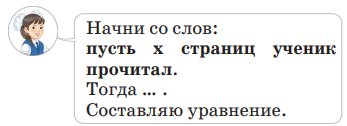 Начни со слов:
пусть x страниц ученик
прочитал.
Тогда ... .
Составляю уравнение.